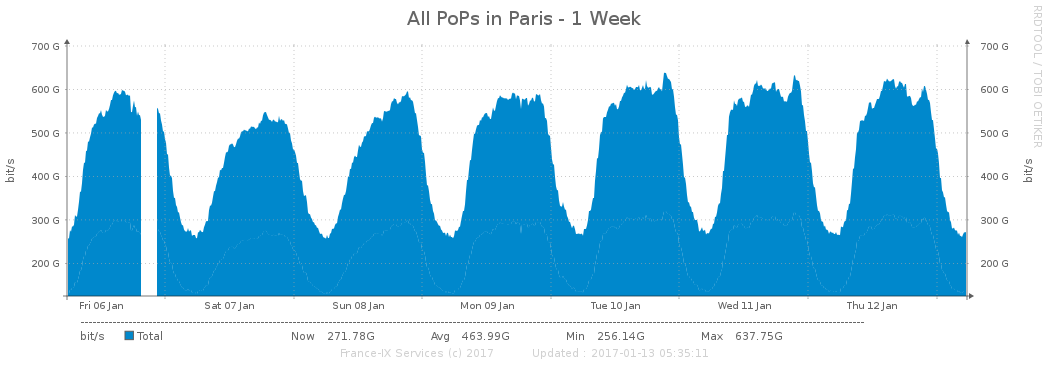 All PoPs in Paris - 1 Week
RRDTOOL / TOBI OETIKER
700 G 700 G
600 G 600 G
500 G 500 G
400 G 400 G
300 G 300 G
200 G 200 G
bit/s bit/s
Fri 06 Jan Sat 07 Jan Sun 08 Jan Mon 09 Jan Tue 10 Jan Wed 11 Jan Thu 12 Jan
bit/s Total Now 271.78G Avg 463.99G Min 256.14G Max 637.75G
France-IX Services (c) 2017 Updated : 2017-01-13 05:35:11